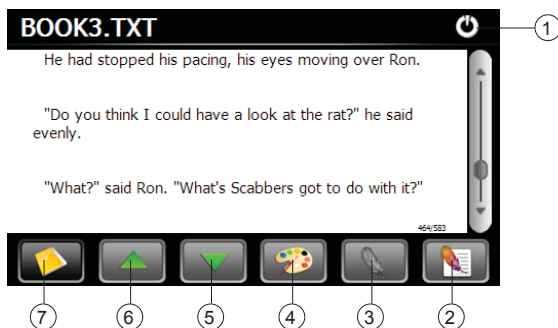 BOOK3.TXT
1
He had stopped his pacing, his eyes moving over Ron.
"Do you think I could have a look at the rat?" he said
evenly.
"What?" said Ron. "What's Scabbers got to do with it?"
464/583
7 6 5 4 3 2